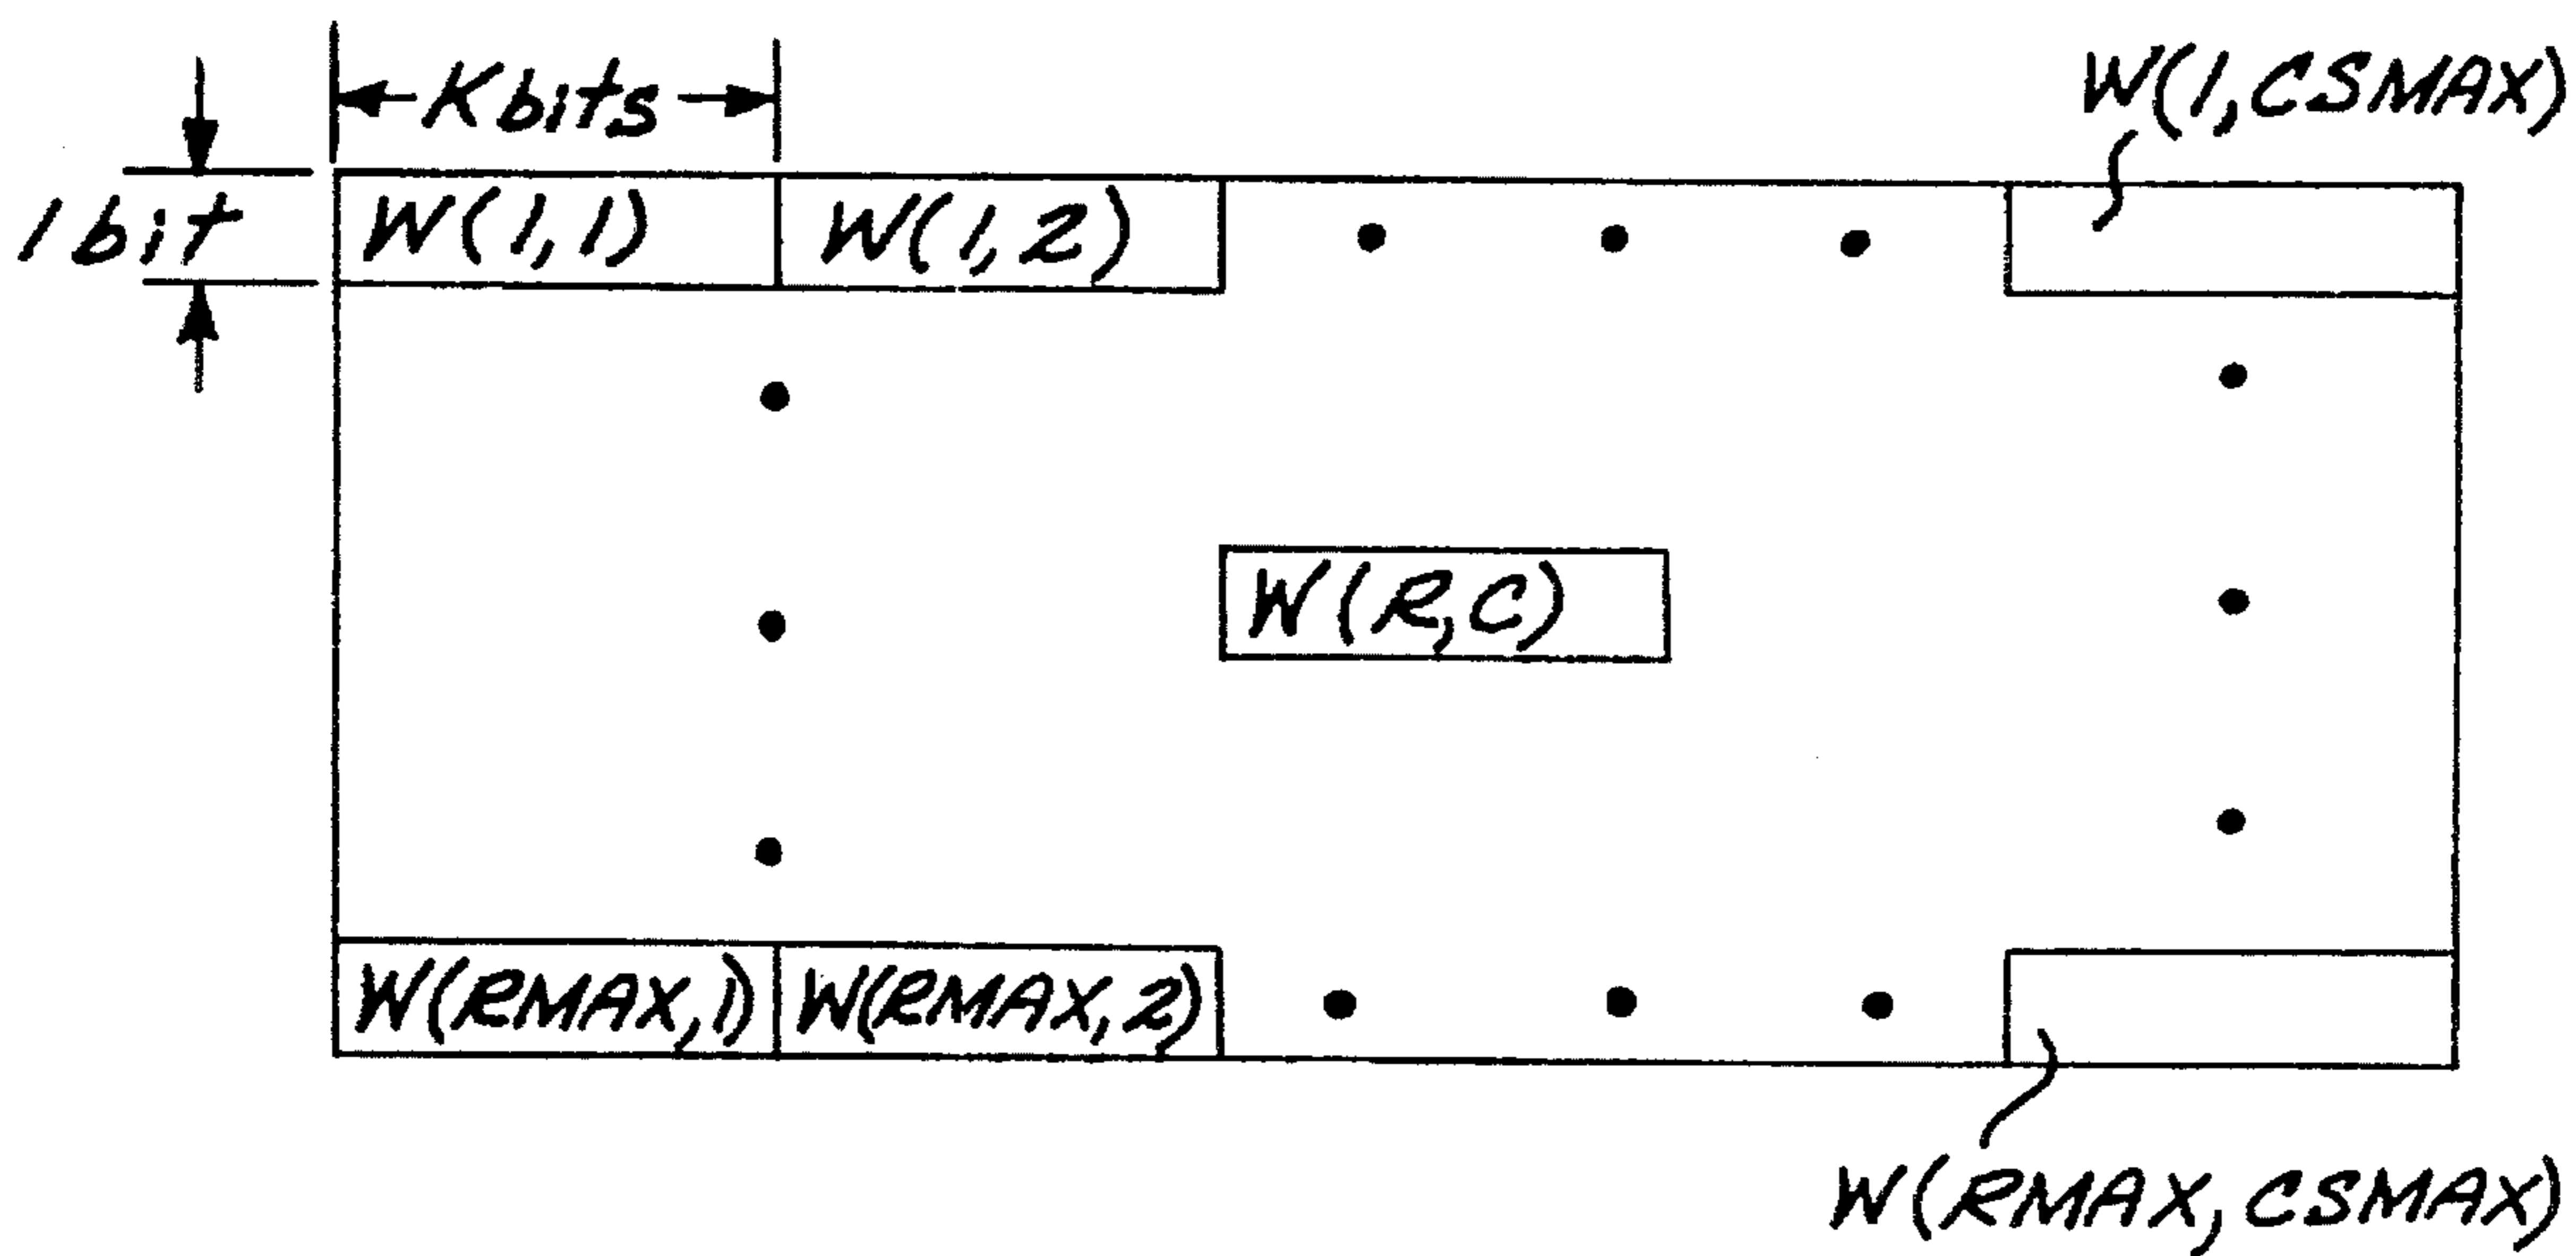 K bits
W(1,CSMAX)
1 bit
W(1,1)
W(1,2)
W(R,C)
W(RMAX,1)
W(RMAX,2)
W(RMAX,CSMAX)